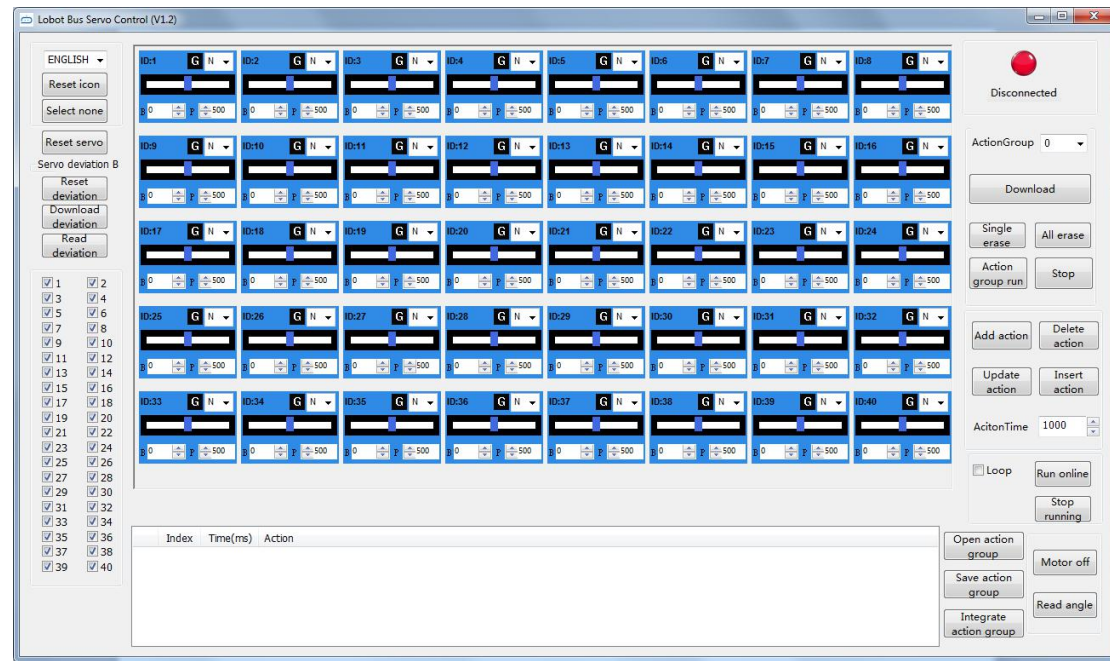 Lobot Bus Servo Control (V1.2)
ENGLISH
Reset icon
Select none
Reset servo
Servo deviation B
Reset
deviation
Download
deviation
Read
deviation
1 2
3 4
5 6
7 8
9 10
11 12
13 14
15 16
17 18
19 20
21 22
23 24
25 26
27 28
29 30
31 32
33 34
35 36
37 38
39 40
ID:1 G N ID:2 G N ID:3 G N ID:4 G N ID:5 G N ID:6 G N ID:7 G N ID:8 G N
B 0 P 500 B 0 P 500 B 0 P 500 B 0 P 500 B 0 P 500 B 0 P 500 B 0 P 500 B 0 P 500
ID:9 G N ID:10 G N ID:11 G N ID:12 G N ID:13 G N ID:14 G N ID:15 G N ID:16 G N
B 0 P 500 B 0 P 500 B 0 P 500 B 0 P 500 B 0 P 500 B 0 P 500 B 0 P 500 B 0 P 500
ID:17 G N ID:18 G N ID:19 G N ID:20 G N ID:21 G N ID:22 G N ID:23 G N ID:24 G N
B 0 P 500 B 0 P 500 B 0 P 500 B 0 P 500 B 0 P 500 B 0 P 500 B 0 P 500 B 0 P 500
ID:25 G N ID:26 G N ID:27 G N ID:28 G N ID:29 G N ID:30 G N ID:31 G N ID:32 G N
B 0 P 500 B 0 P 500 B 0 P 500 B 0 P 500 B 0 P 500 B 0 P 500 B 0 P 500 B 0 P 500
ID:33 G N ID:34 G N ID:35 G N ID:36 G N ID:37 G N ID:38 G N ID:39 G N ID:40 G N
B 0 P 500 B 0 P 500 B 0 P 500 B 0 P 500 B 0 P 500 B 0 P 500 B 0 P 500 B 0 P 500
Index Time(ms) Action
Disconnected
ActionGroup 0
Download
Single
erase
All erase
Action
group run
Stop
Add action
Delete
action
Update
action
Insert
action
AcitonTime 1000
Loop
Run online
Stop
running
Open action
group
Save action
group
Integrate
action group
Motor off
Read angle